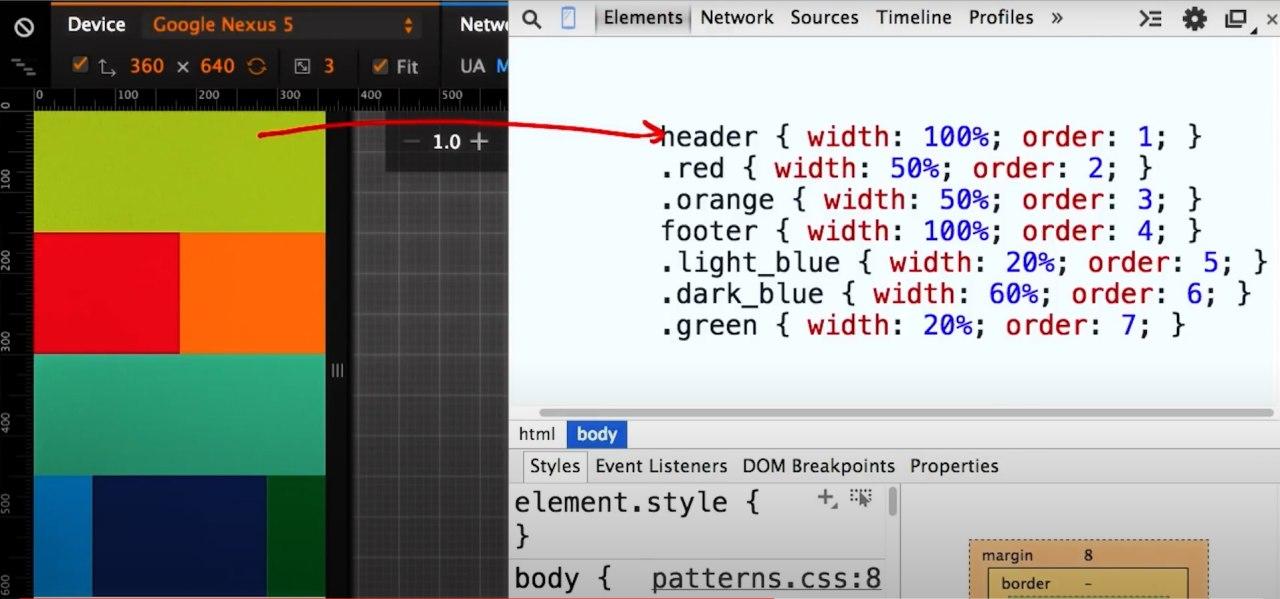 Device Google Nexus 5
Netw
360 × 640 3 Fit UA M
0 100 200 300 400 500
0
100
200
300
400
500
600
1.0
Elements Network Sources Timeline Profiles »
header { width: 100%; order: 1; }
.red { width: 50%; order: 2; }
.orange { width: 50%; order: 3; }
footer { width: 100%; order: 4; }
.light_blue { width: 20%; order: 5; }
.dark_blue { width: 60%; order: 6; }
.green { width: 20%; order: 7; }
html body
Styles Event Listeners DOM Breakpoints Properties
element.style {
}
body { patterns.css:8
margin 8
border -